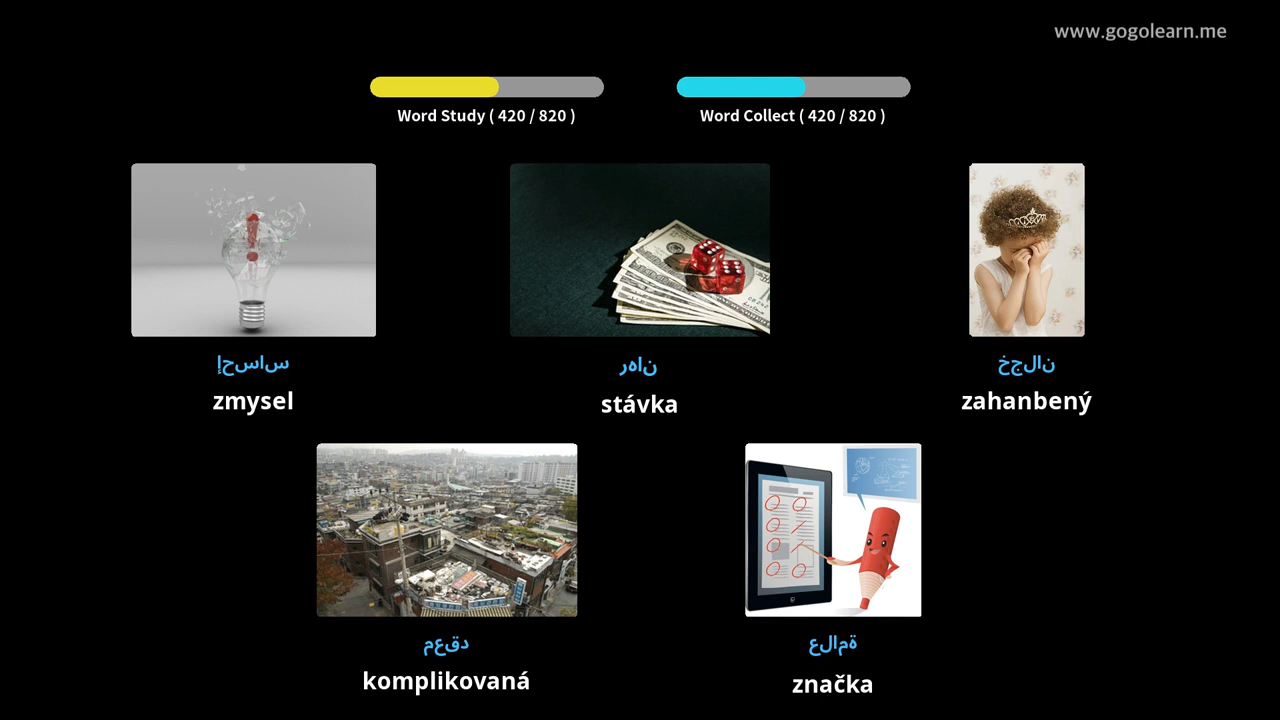 www.gogolearn.me
Word Study ( 420 / 820 )
Word Collect ( 420 / 820 )
إحساس
zmysel
رهان
stávka
خجلان
zahanbený
معقد
komplikovaná
علامة
značka